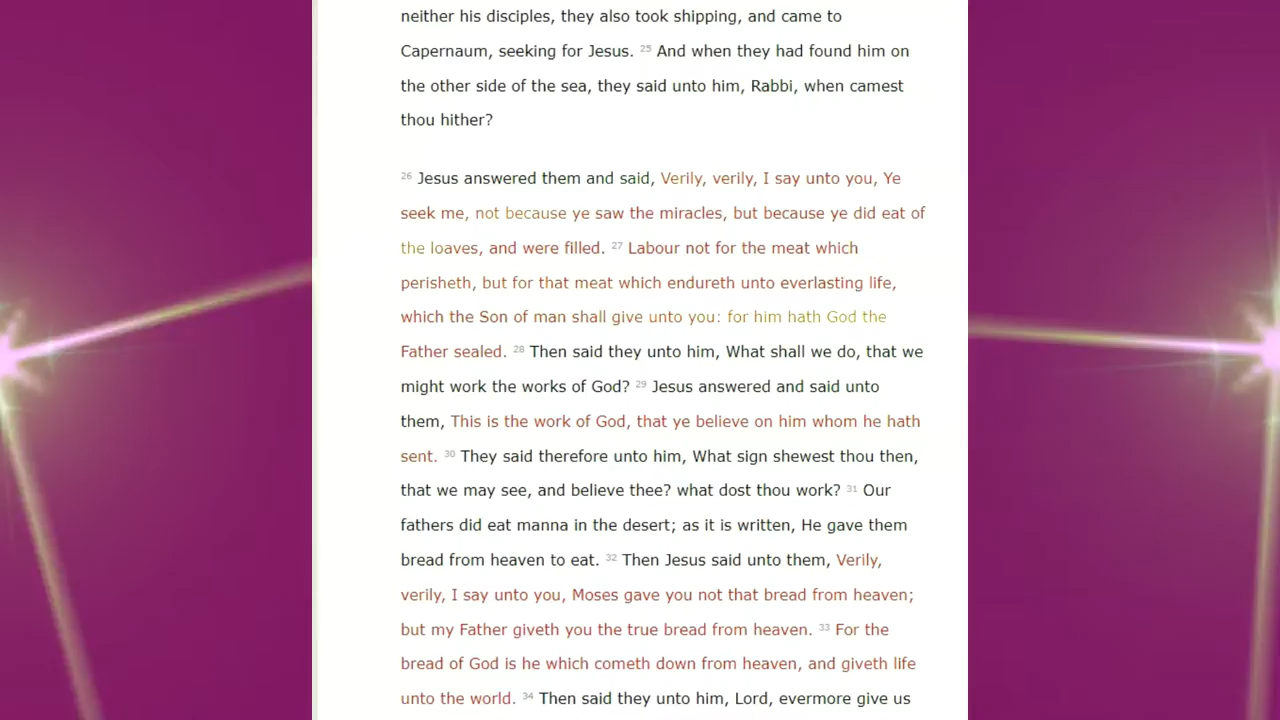 neither his disciples, they also took shipping, and came to
Capernaum, seeking for Jesus. 25 And when they had found him on
the other side of the sea, they said unto him, Rabbi, when camest
thou hither?
26 Jesus answered them and said, Verily, verily, I say unto you, Ye
seek me, not because ye saw the miracles, but because ye did eat of
the loaves, and were filled. 27 Labour not for the meat which
perisheth, but for that meat which endureth unto everlasting life,
which the Son of man shall give unto you: for him hath God the
Father sealed. 28 Then said they unto him, What shall we do, that we
might work the works of God? 29 Jesus answered and said unto
them, This is the work of God, that ye believe on him whom he hath
sent. 30 They said therefore unto him, What sign shewest thou then,
that we may see, and believe thee? what dost thou work? 31 Our
fathers did eat manna in the desert; as it is written, He gave them
bread from heaven to eat. 32 Then Jesus said unto them, Verily,
verily, I say unto you, Moses gave you not that bread from heaven;
but my Father giveth you the true bread from heaven. 33 For the
bread of God is he which cometh down from heaven, and giveth life
unto the world. 34 Then said they unto him, Lord, evermore give us